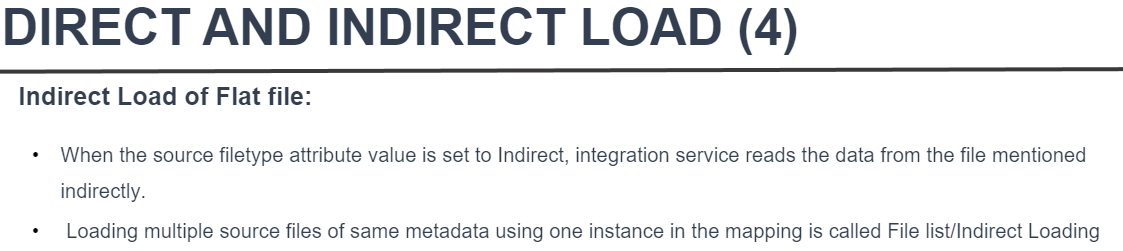 DIRECT AND INDIRECT LOAD (4)
Indirect Load of Flat file:
• When the source filetype attribute value is set to Indirect, integration service reads the data from the file mentioned
indirectly.
• Loading multiple source files of same metadata using one instance in the mapping is called File list/Indirect Loading